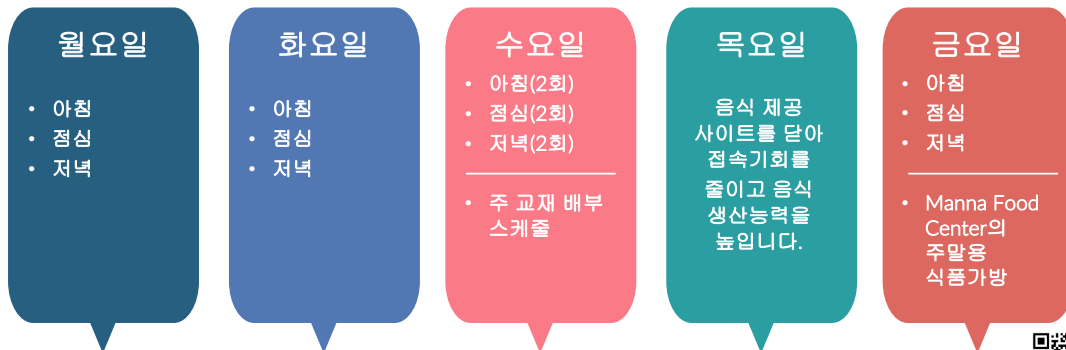 월요일
• 아침
• 점심
• 저녁
화요일
• 아침
• 점심
• 저녁
수요일
• 아침(2회)
• 점심(2회)
• 저녁(2회)
• 주 교재 배부
스케줄
목요일
음식 제공
사이트를 닫아
접속기회를
줄이고 음식
생산능력을
높입니다.
금요일
• 아침
• 점심
• 저녁
• Manna Food
Center의
주말용
식품가방